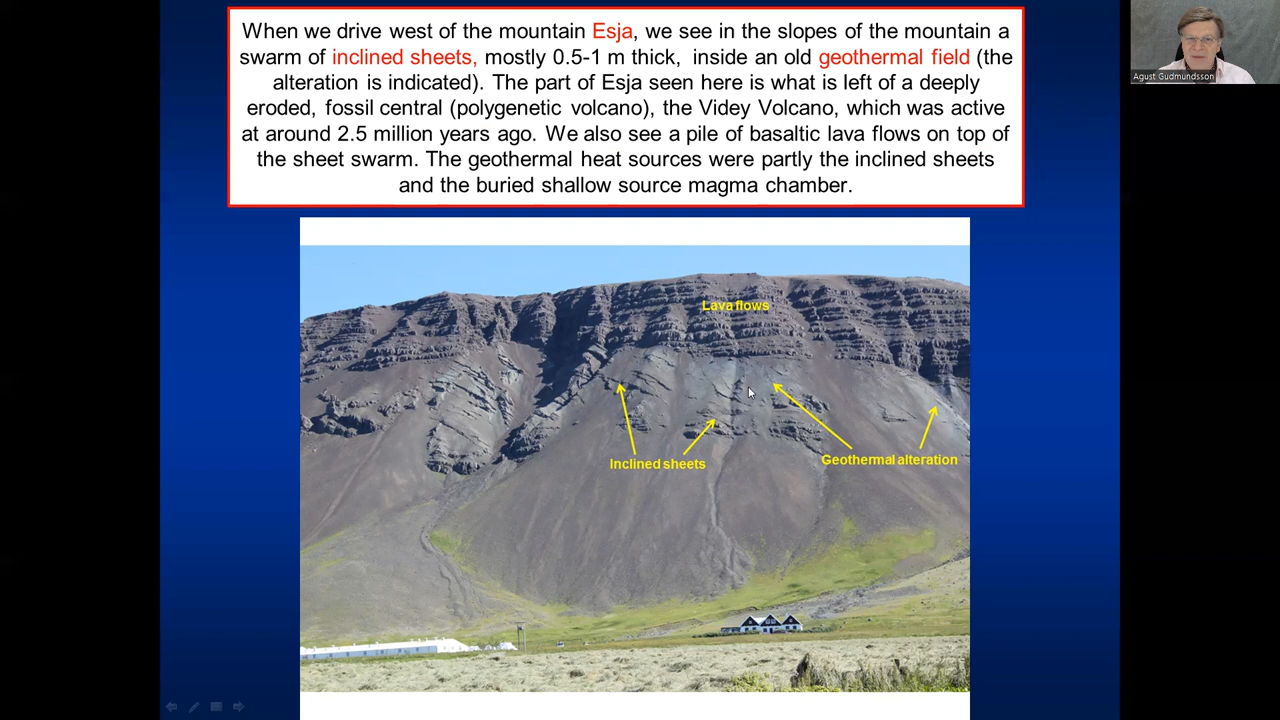 When we drive west of the mountain Esja, we see in the slopes of the mountain a
swarm of inclined sheets, mostly 0.5-1 m thick, inside an old geothermal field (the
alteration is indicated). The part of Esja seen here is what is left of a deeply
eroded, fossil central (polygenetic volcano), the Videy Volcano, which was active
at around 2.5 million years ago. We also see a pile of basaltic lava flows on top of
the sheet swarm. The geothermal heat sources were partly the inclined sheets
and the buried shallow source magma chamber.
Agust Gudmundsson
Lava flows
Inclined sheets
Geothermal alteration